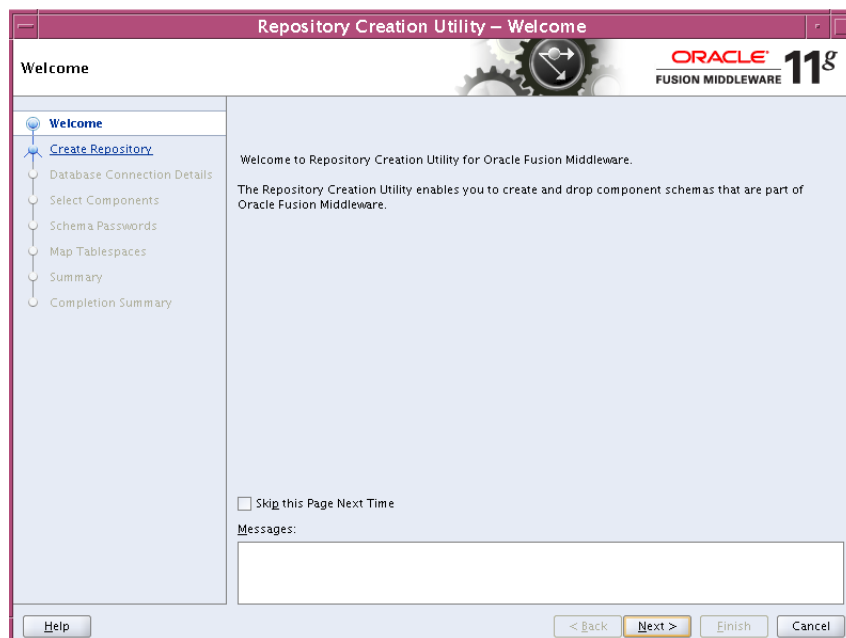 Repository Creation Utility – Welcome
Welcome
ORACLE
FUSION MIDDLEWARE 11g
Welcome
Create Repository
Database Connection Details
Select Components
Schema Passwords
Map Tablespaces
Summary
Completion Summary
Welcome to Repository Creation Utility for Oracle Fusion Middleware.
The Repository Creation Utility enables you to create and drop component schemas that are part of
Oracle Fusion Middleware.
Skip this Page Next Time
Messages:
Help
< Back
Next >
Finish
Cancel